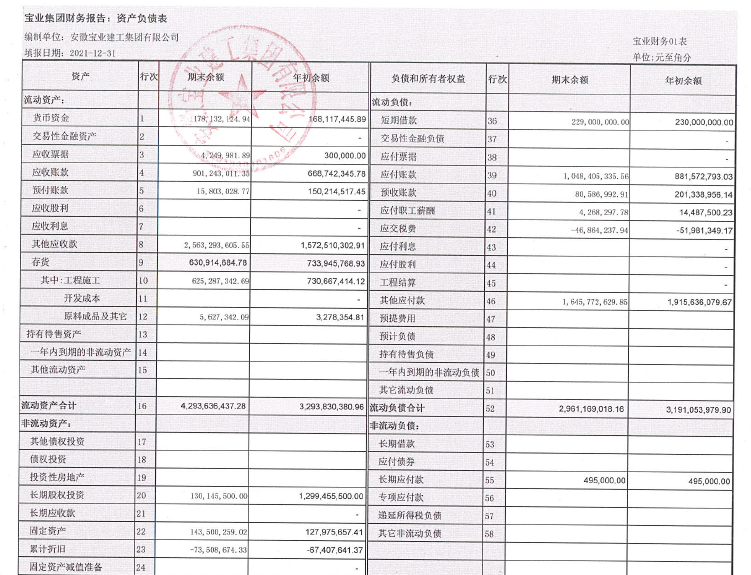 宝业集团财务报告：资产负债表
编制单位：安徽宝业建工集团有限公司
宝业财务01表
填报日期：2021-12-31
单位：元至角分
资产 行次 期末余额 年初余额 负债和所有者权益 行次 期末余额 年初余额
流动资产： 流动负债：
货币资金 1 178,132,124.94 168,117,445.89 短期借款 36 229,000,000.00 230,000,000.00
交易性金融资产 2 - 交易性金融负债 37 -
应收票据 3 4,249,981.89 300,000.00 应付票据 38 -
应收账款 4 901,243,011.35 668,742,345.78 应付账款 39 1,048,405,335.56 881,572,793.03
预付账款 5 15,803,028.77 150,214,517.45 预收账款 40 80,586,992.91 201,338,956.14
应收股利 6 - 应付职工薪酬 41 4,268,297.78 14,487,500.23
应收利息 7 - 应交税费 42 -46,864,237.94 -51,981,349.17
其他应收款 8 2,563,293,605.55 1,572,510,302.91 应付利息 43 -
存货 9 630,914,684.78 733,945,768.93 应付股利 44 -
其中：工程施工 10 625,287,342.69 730,667,414.12 工程结算 45 -
开发成本 11 - 其他应付款 46 1,645,772,629.85 1,915,636,079.67
原料成品及其它 12 5,627,342.09 3,278,354.81 预提费用 47
持有待售资产 13 预计负债 48
一年内到期的非流动资产 14 持有待售负债 49
其他流动资产 15 一年内到期的非流动负债 50
其它流动负债 51
流动资产合计 16 4,293,636,437.28 3,293,830,380.96 流动负债合计 52 2,961,169,018.16 3,191,053,979.90
非流动资产： 非流动负债：
其他债权投资 17 长期借款 53
债权投资 18 应付债券 54
投资性房地产 19 长期应付款 55 495,000.00 495,000.00
长期股权投资 20 130,145,500.00 1,299,455,500.00 专项应付款 56
长期应收款 21 - 递延所得税负债 57
固定资产 22 143,500,259.02 127,975,657.41 其它非流动负债 58
累计折旧 23 -73,508,674.33 -67,407,641.37
固定资产减值准备 24 -